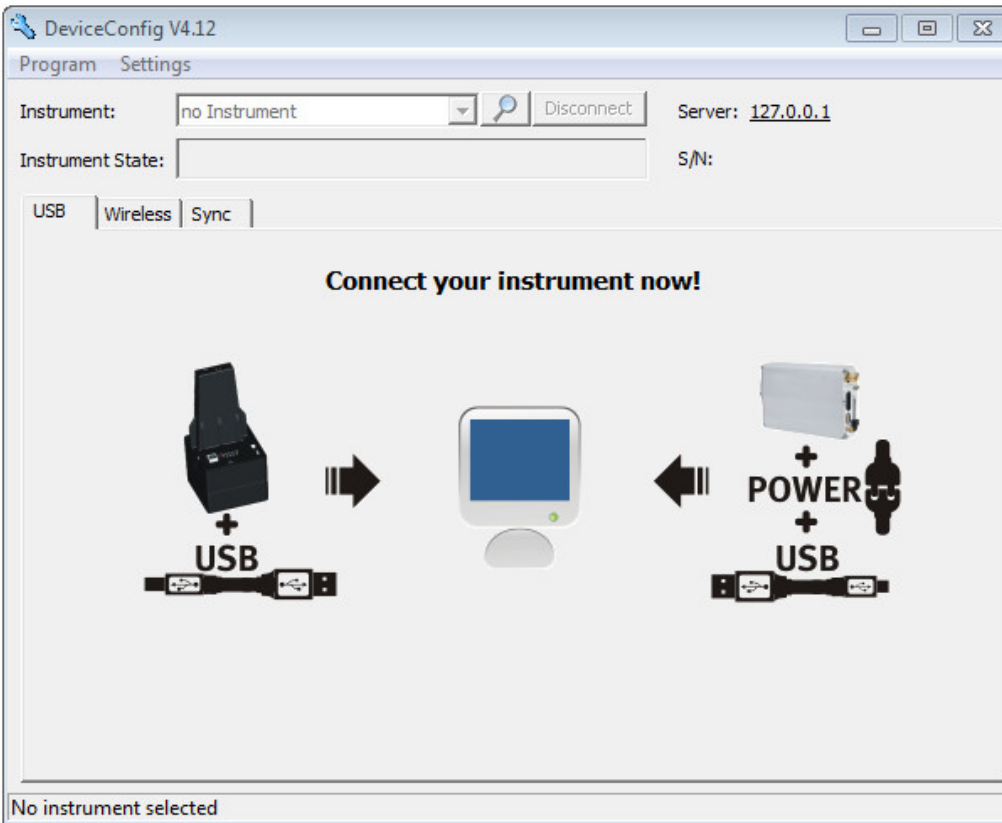 DeviceConfig V4.12
Program Settings
Instrument: no Instrument Disconnect Server: 127.0.0.1
Instrument State: S/N:
USB Wireless Sync
Connect your instrument now!
+
POWER
+ +
USB USB
No instrument selected